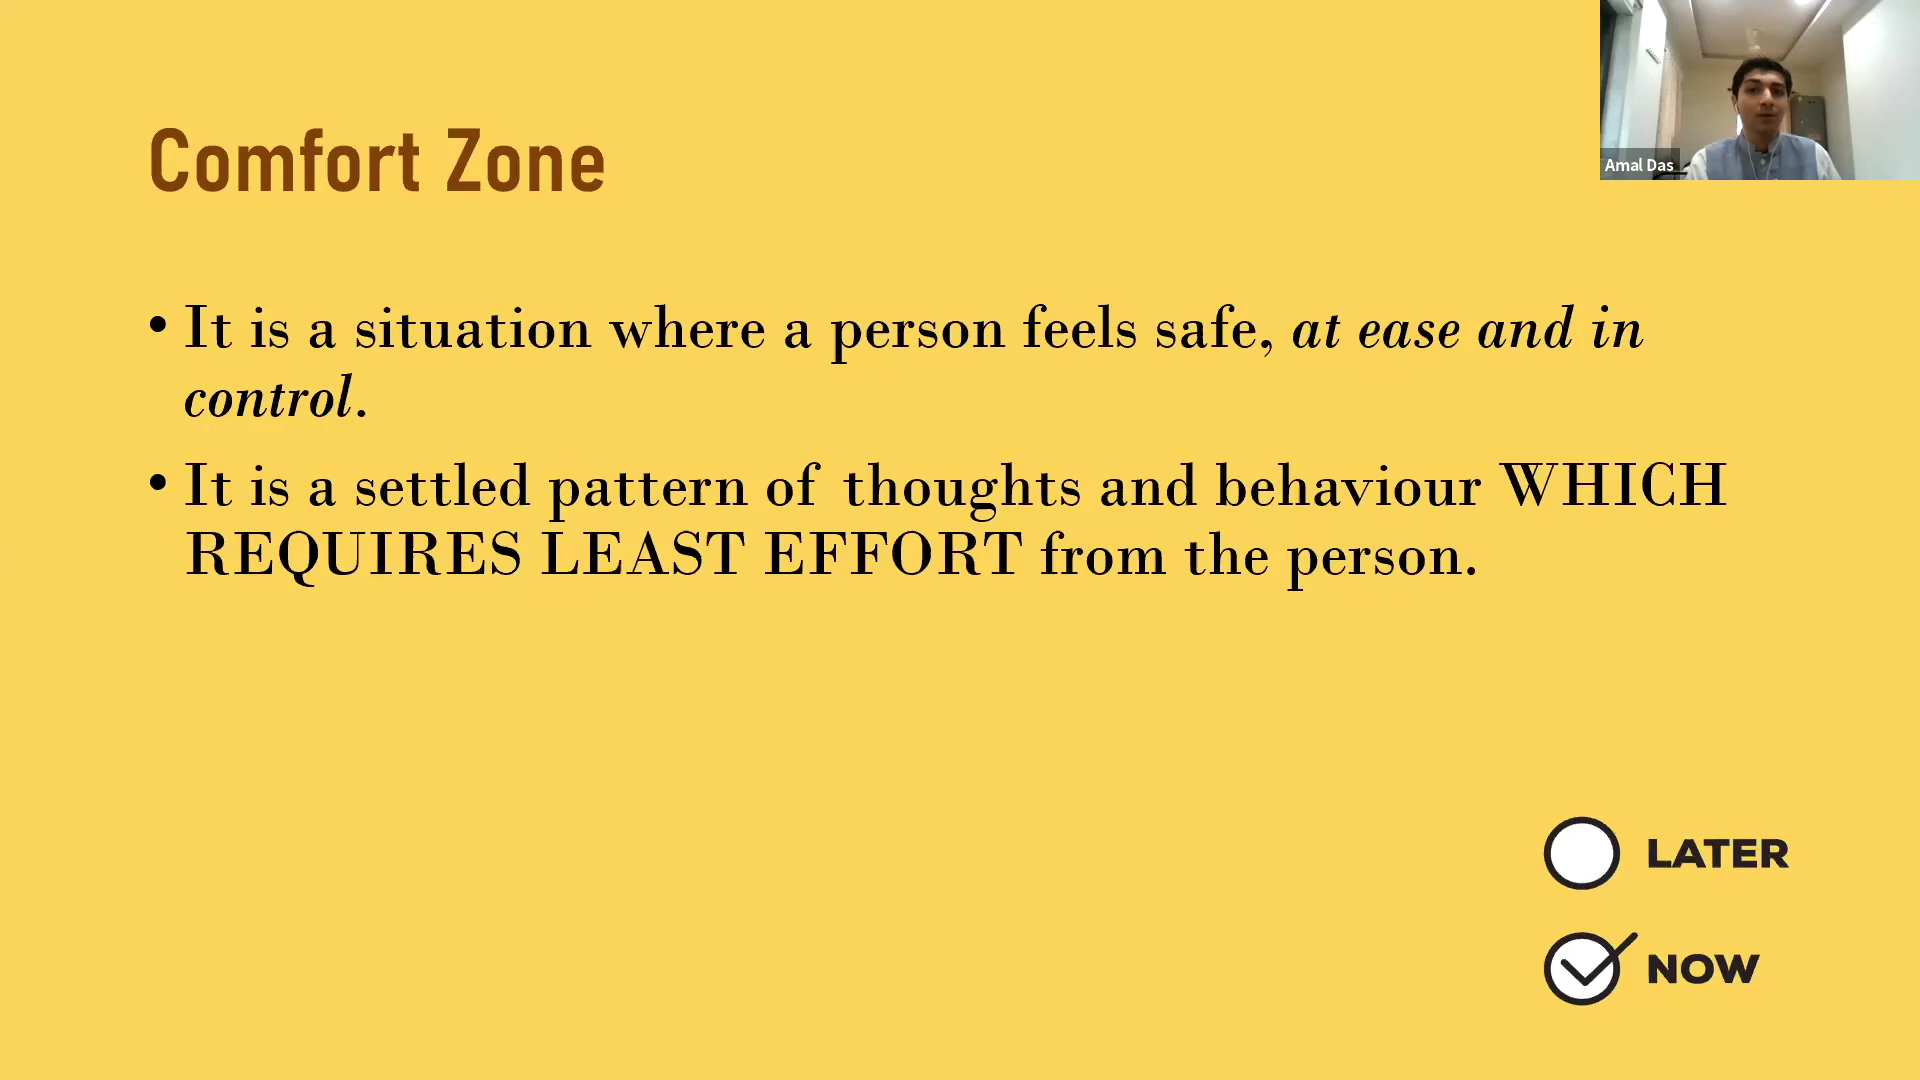 Comfort Zone
Amal Das
• It is a situation where a person feels safe, at ease and in
control.
• It is a settled pattern of thoughts and behaviour WHICH
REQUIRES LEAST EFFORT from the person.
LATER
NOW